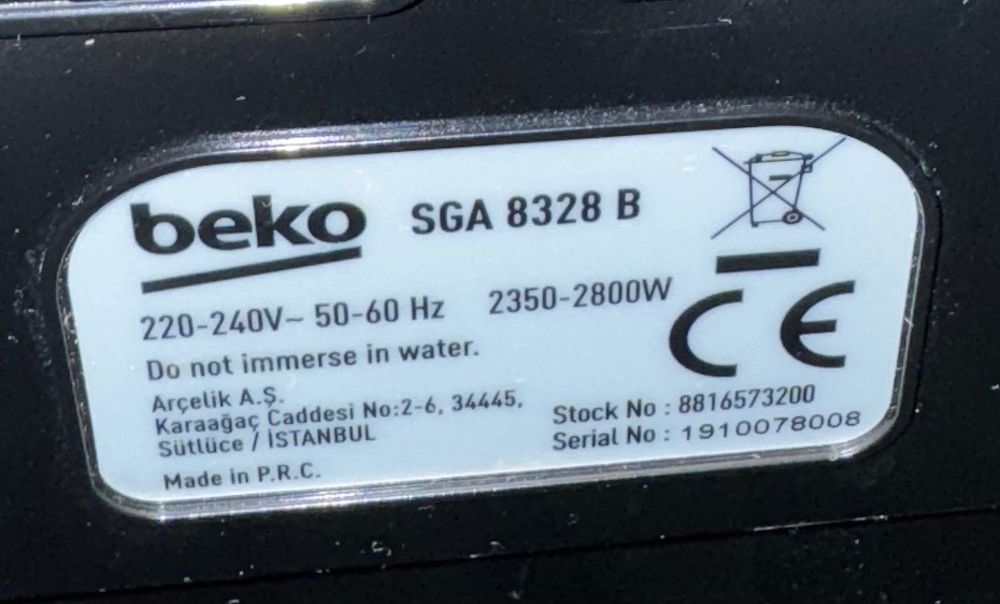 beko SGA 8328 B
220-240V~ 50-60 Hz 2350-2800W
Do not immerse in water.
Arçelik A.Ş.
Karaağaç Caddesi No:2-6, 34445,
Sütlüce / İSTANBUL
Made in P.R.C.
CE
Stock No : 8816573200
Serial No : 1910078008